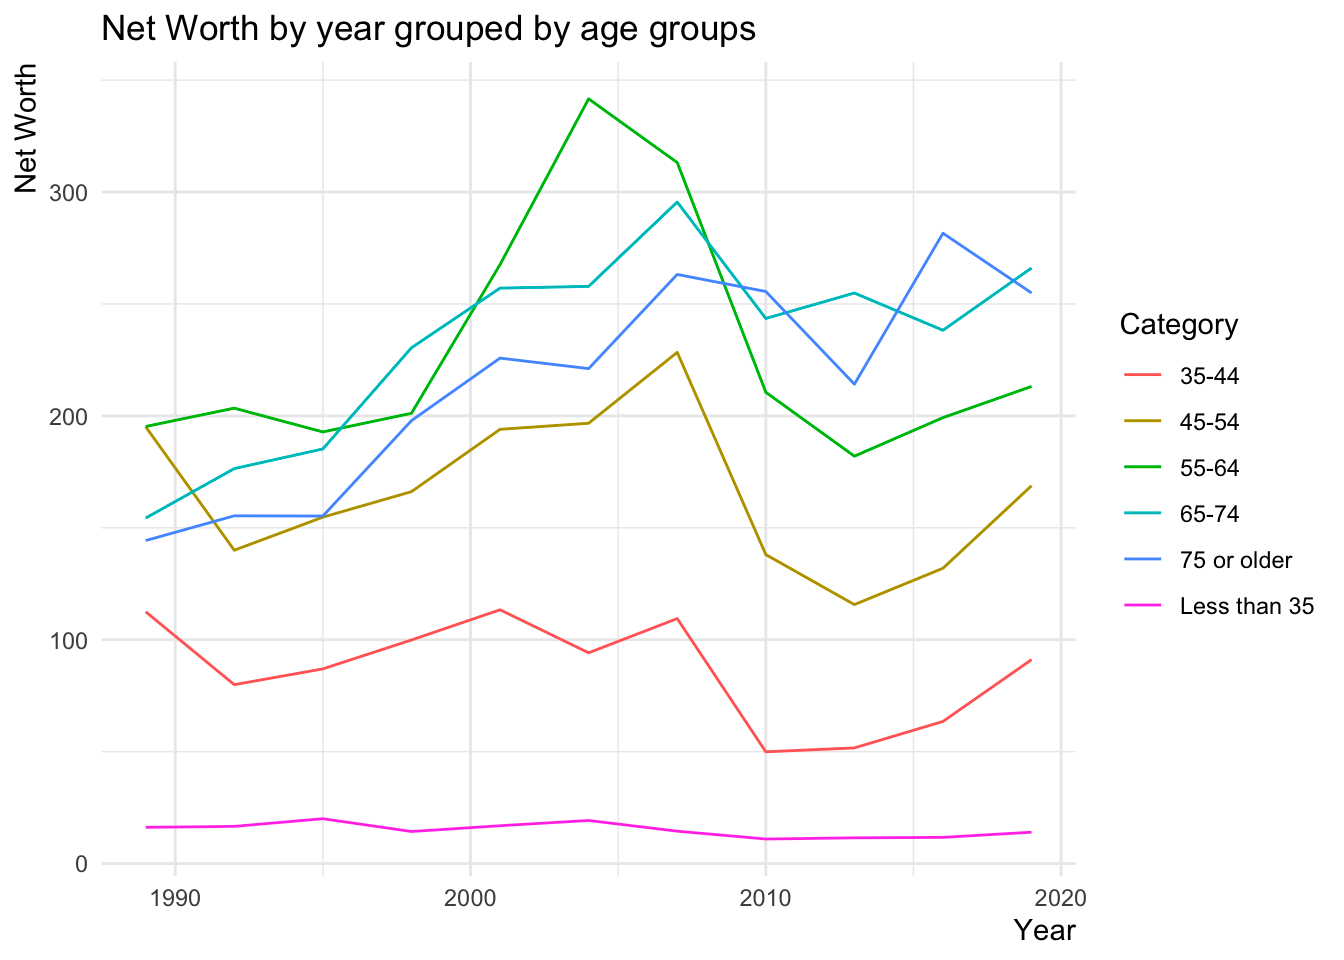 Net Worth by year grouped by age groups
Net Worth
300
200
100
0
1990
2000
2010
2020
Year
Category
35-44
45-54
55-64
65-74
75 or older
Less than 35